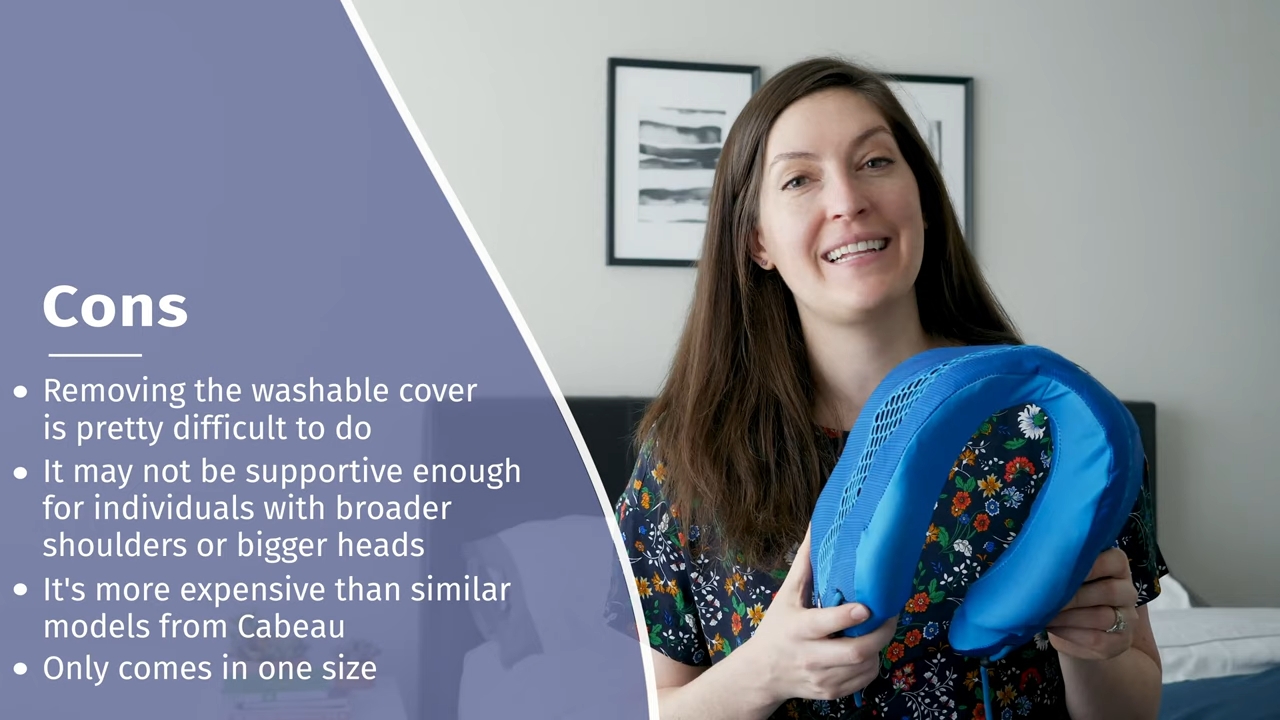 Cons
• Removing the washable cover
is pretty difficult to do
• It may not be supportive enough
for individuals with broader
shoulders or bigger heads
• It's more expensive than similar
models from Cabeau
• Only comes in one size